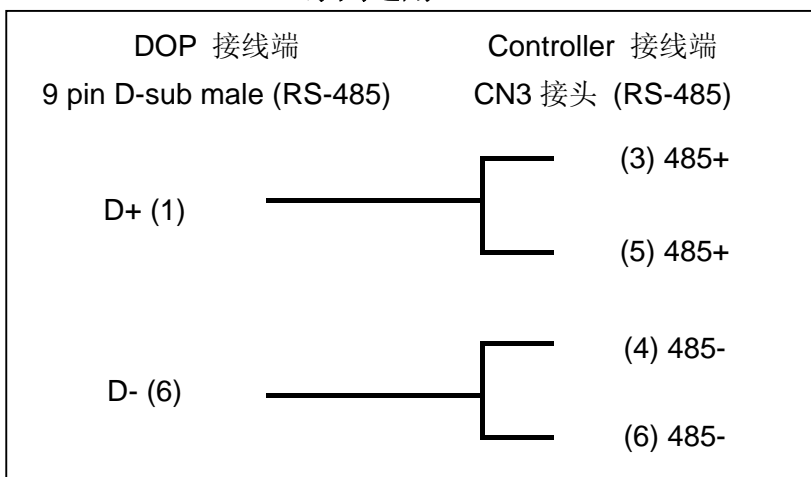 DOP 接线端 Controller 接线端
9 pin D-sub male (RS-485) CN3 接头 (RS-485)
(3) 485+
D+ (1)
(5) 485+
(4) 485-
D- (6)
(6) 485-